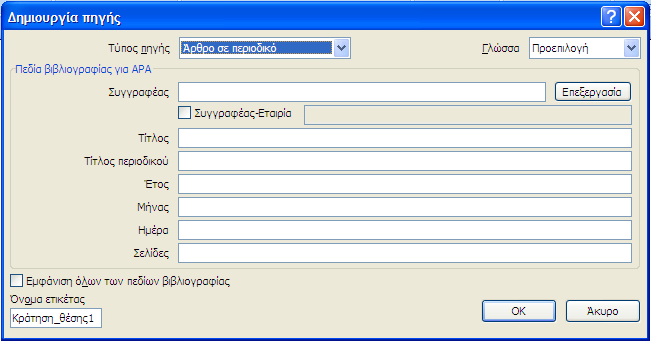 Δημιουργία πηγής
Τύπος πηγής Άρθρο σε περιοδικό Γλώσσα Προεπιλογή
Πεδία βιβλιογραφίας για APA
Συγγραφέας Επεξεργασία
Συγγραφέας-Εταιρία
Τίτλος
Τίτλος περιοδικού
Έτος
Μήνας
Ημέρα
Σελίδες
Εμφάνιση όλων των πεδίων βιβλιογραφίας
Όνομα ετικέτας
Κράτηση_θέσης1 OK Άκυρο